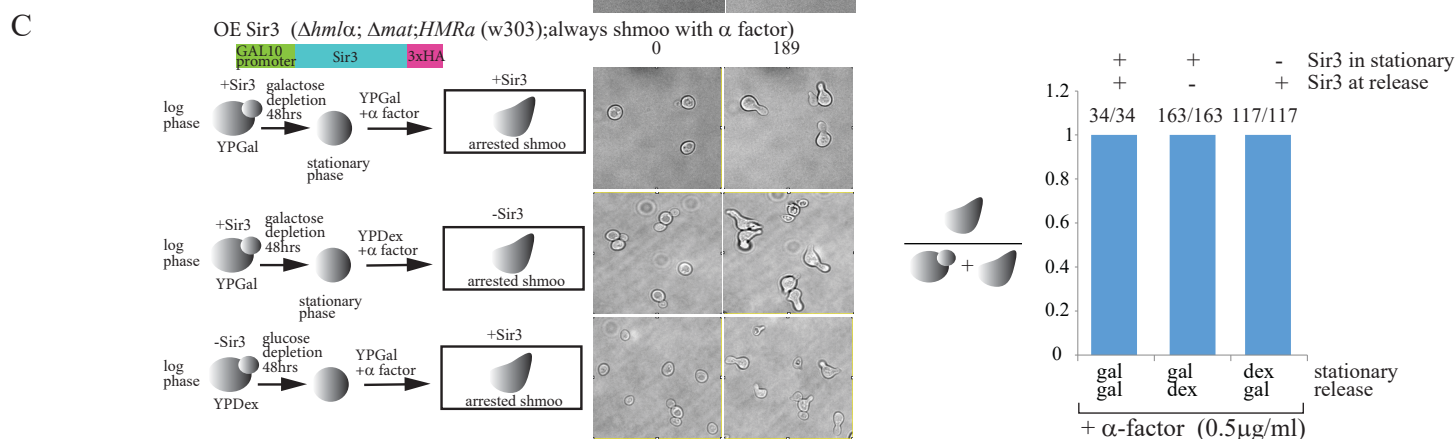 C
OE Sir3 (Δhmlα; Δmat;HMRa (w303);always shmoo with α factor)
0 189
GAL10
promoter Sir3 3xHA
log
phase
+Sir3
YPGal
galactose
depletion
48hrs
stationary
phase
YPGal
+α factor
+Sir3
arrested shmoo
log
phase
+Sir3
YPGal
galactose
depletion
48hrs
stationary
phase
YPDex
+α factor
-Sir3
arrested shmoo
log
phase
-Sir3
YPDex
glucose
depletion
48hrs
YPGal
+α factor
+Sir3
arrested shmoo
+ + - Sir3 in stationary
+ - + Sir3 at release
1.2
34/34 163/163 117/117
1
0.8
0.6
0.4
0.2
0
+
gal gal dex stationary
gal dex gal release
+ α-factor (0.5μg/ml)